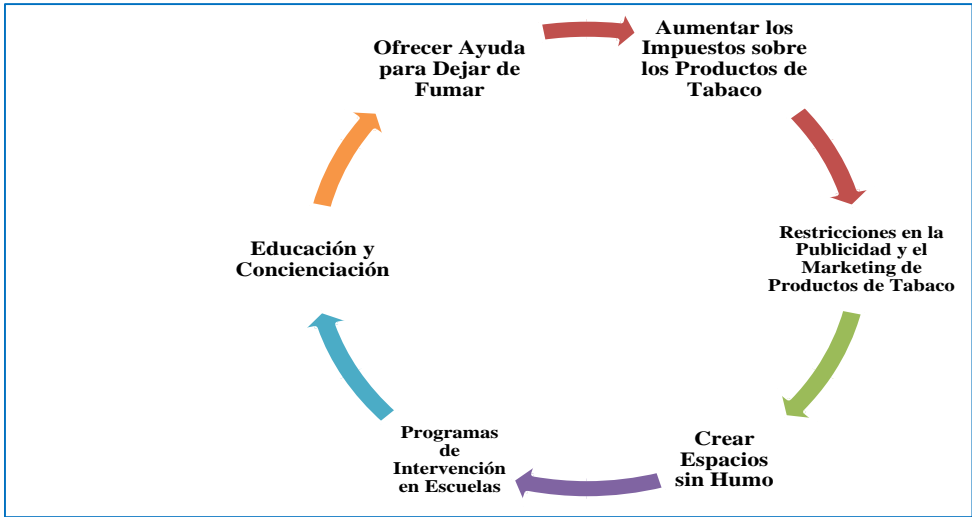 Ofrecer Ayuda
para Dejar de
Fumar
Aumentar los
Impuestos sobre
los Productos de
Tabaco
Restricciones en la
Publicidad y el
Marketing de
Productos de Tabaco
Crear
Espacios
sin Humo
Programas
de
Intervención
en Escuelas
Educación y
Concienciación